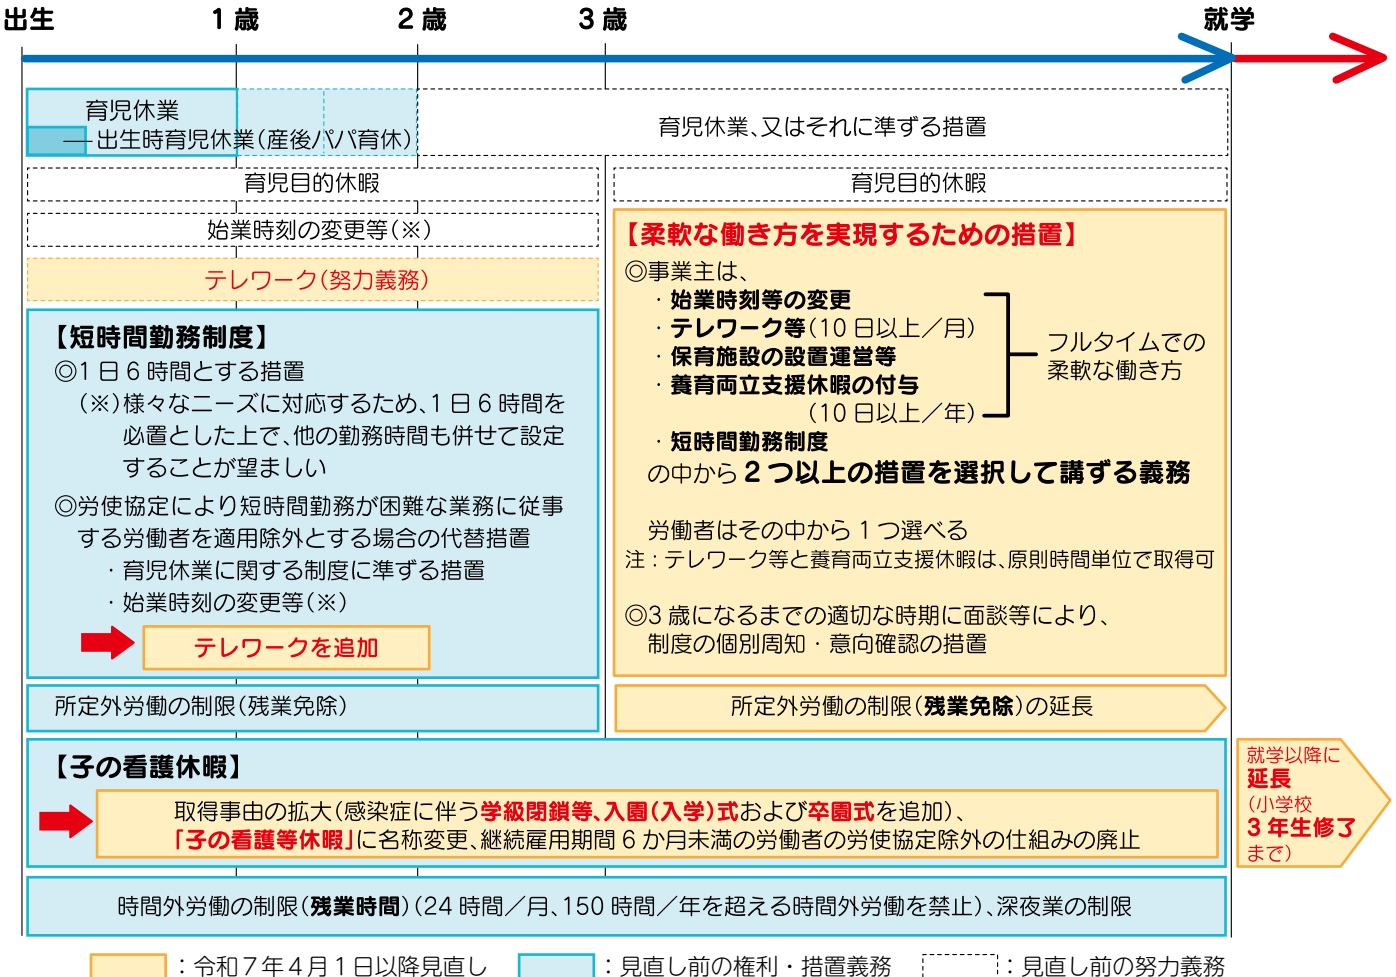 出生
1歳
2歳
3歳
就学
育児休業
出生時育児休業(産後パパ育休)
育児休業、又はそれに準ずる措置
育児目的休暇
育児目的休暇
始業時刻の変更等(※)
テレワーク(努力義務)
【短時間勤務制度】
◎1日6時間とする措置
(※)様々なニーズに対応するため、1日6時間を
必置とした上で、他の勤務時間も併せて設定
することが望ましい
◎労使協定により短時間勤務が困難な業務に従事
する労働者を適用除外とする場合の代替措置
・育児休業に関する制度に準ずる措置
・始業時刻の変更等(※)
テレワークを追加
【柔軟な働き方を実現するための措置】
◎事業主は、
・始業時刻等の変更
・テレワーク等(10日以上/月)
・保育施設の設置運営等
・養育両立支援休暇の付与
(10日以上/年)
フルタイムでの
柔軟な働き方
・短時間勤務制度
の中から2つ以上の措置を選択して講ずる義務
労働者はその中から1つ選べる
注:テレワーク等と養育両立支援休暇は、原則時間単位で取得可
◎3歳になるまでの適切な時期に面談等により、
制度の個別周知・意向確認の措置
所定外労働の制限(残業免除)
所定外労働の制限(残業免除)の延長
【子の看護休暇】
取得事由の拡大(感染症に伴う学級閉鎖等、入園(入学)式および卒園式を追加)、
「子の看護等休暇」に名称変更、継続雇用期間6か月未満の労働者の労使協定除外の仕組みの廃止
就学以降に
延長
(小学校
3年生修了
まで)
時間外労働の制限(残業時間)(24時間/月、150時間/年を超える時間外労働を禁止)、深夜業の制限
:令和7年4月1日以降見直し
:見直し前の権利・措置義務
:見直し前の努力義務